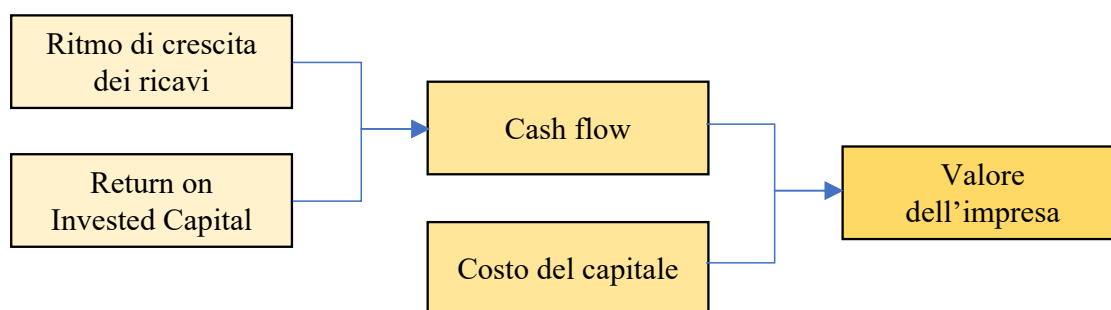 Ritmo di crescita
dei ricavi
Return on
Invested Capital
Cash flow
Costo del capitale
Valore
dell’impresa